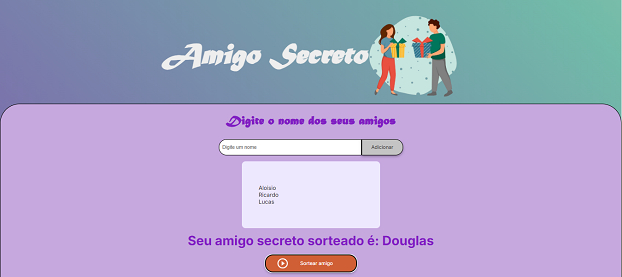 Amigo Secreto
Digite o nome dos seus amigos
Digite um nome
Adicionar
Aloisio
Ricardo
Lucas
Seu amigo secreto sorteado é: Douglas
Sortear amigo